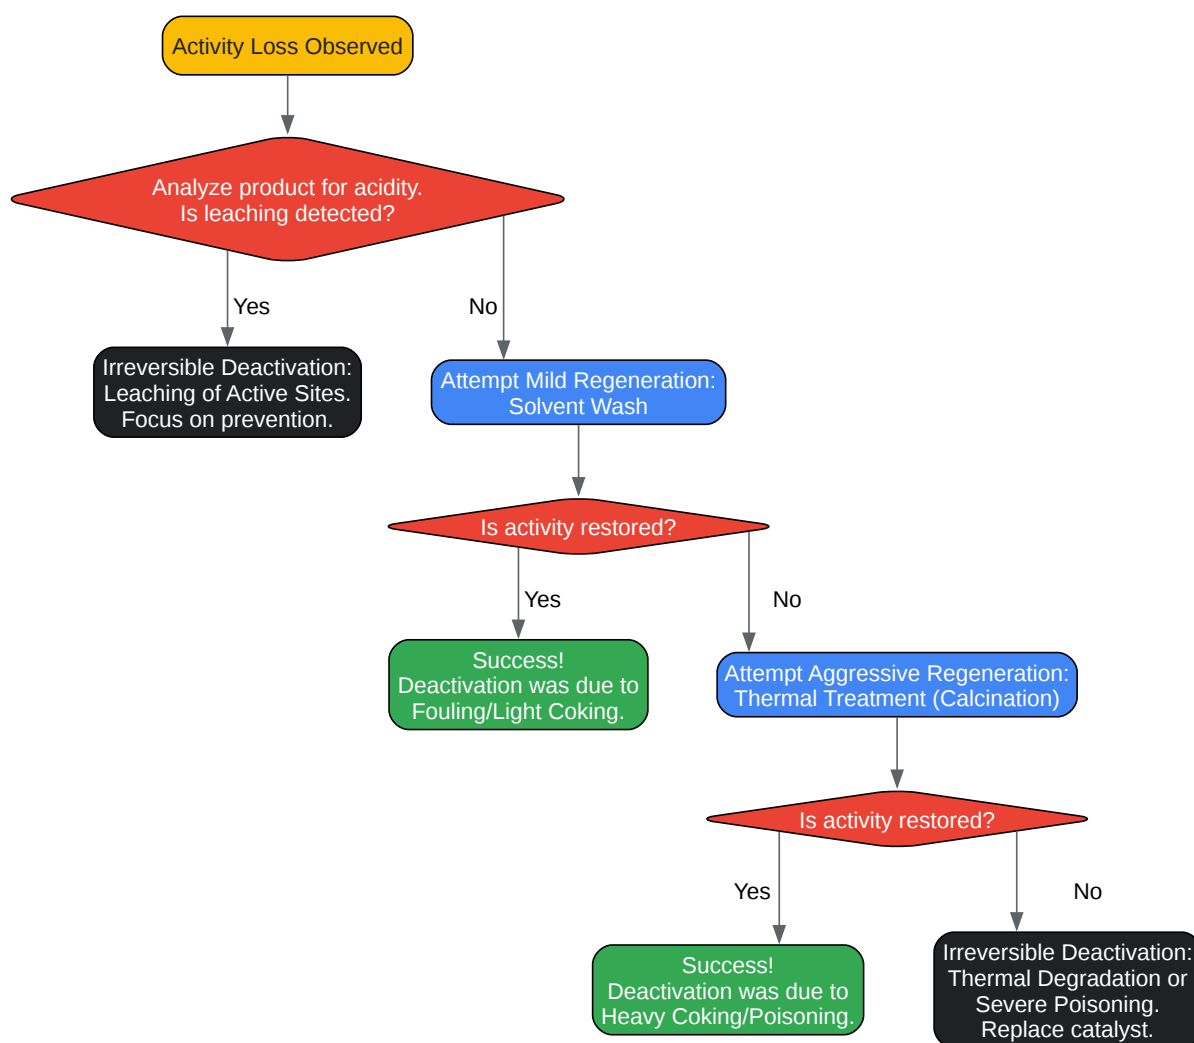 Activity Loss Observed
Analyze product for acidity.
Is leaching detected?
Yes
No
Irreversible Deactivation:
Leaching of Active Sites.
Focus on prevention.
Attempt Mild Regeneration:
Solvent Wash
Is activity restored?
Yes
No
Success!
Deactivation was due to
Fouling/Light Coking.
Attempt Aggressive Regeneration:
Thermal Treatment (Calcination)
Is activity restored?
Yes
No
Success!
Deactivation was due to
Heavy Coking/Poisoning.
Irreversible Deactivation:
Thermal Degradation or
Severe Poisoning.
Replace catalyst.